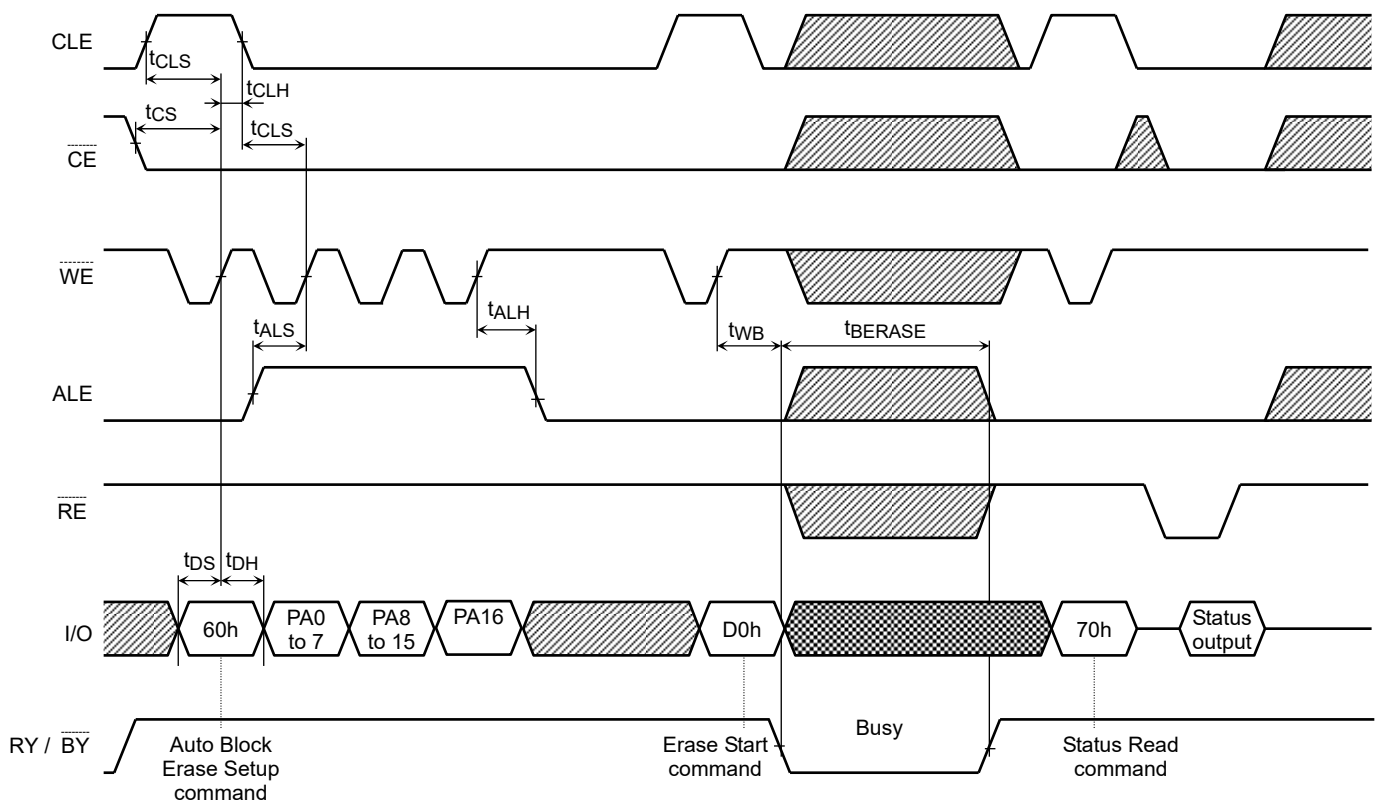 CLE
tCLS
tCLH
tCS
tCLS
CE
WE
tALS
tALH
tWB
tBERASE
ALE
RE
tDS
tDH
I/O
60h
PA0
to 7
PA8
to 15
PA16
D0h
70h
Status
output
RY / BY
Auto Block
Erase Setup
command
Erase Start
command
Busy
Status Read
command